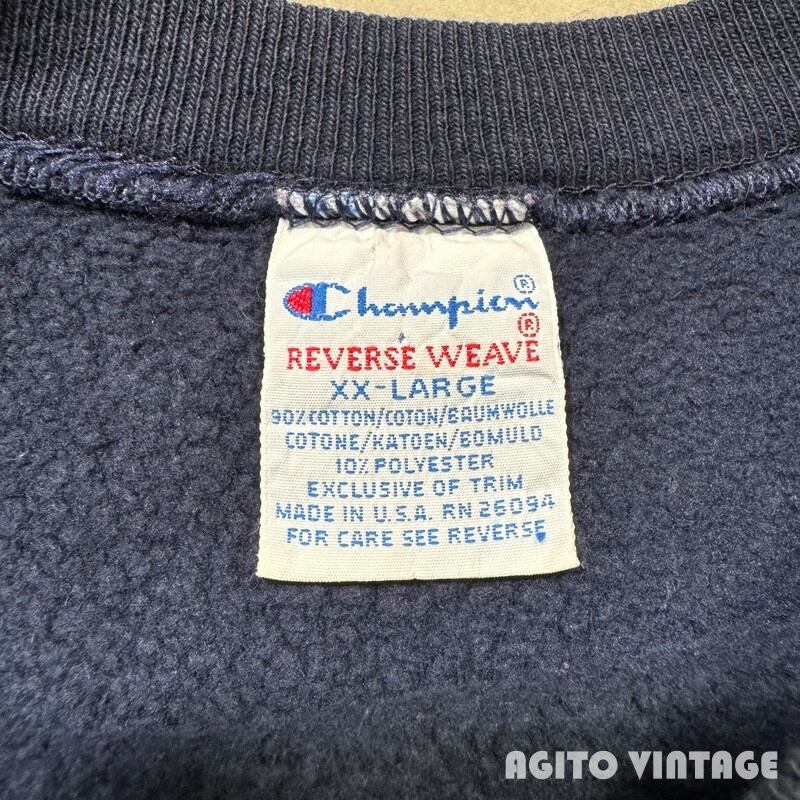 Champion®
REVERSE WEAVE®
XX-LARGE
90% COTTON/COTON/BAUMWOLLE
COTONE/KATOEN/BOMULD
10% POLYESTER
EXCLUSIVE OF TRIM
MADE IN U.S.A. RN 26094
FOR CARE SEE REVERSE
AGITO VINTAGE